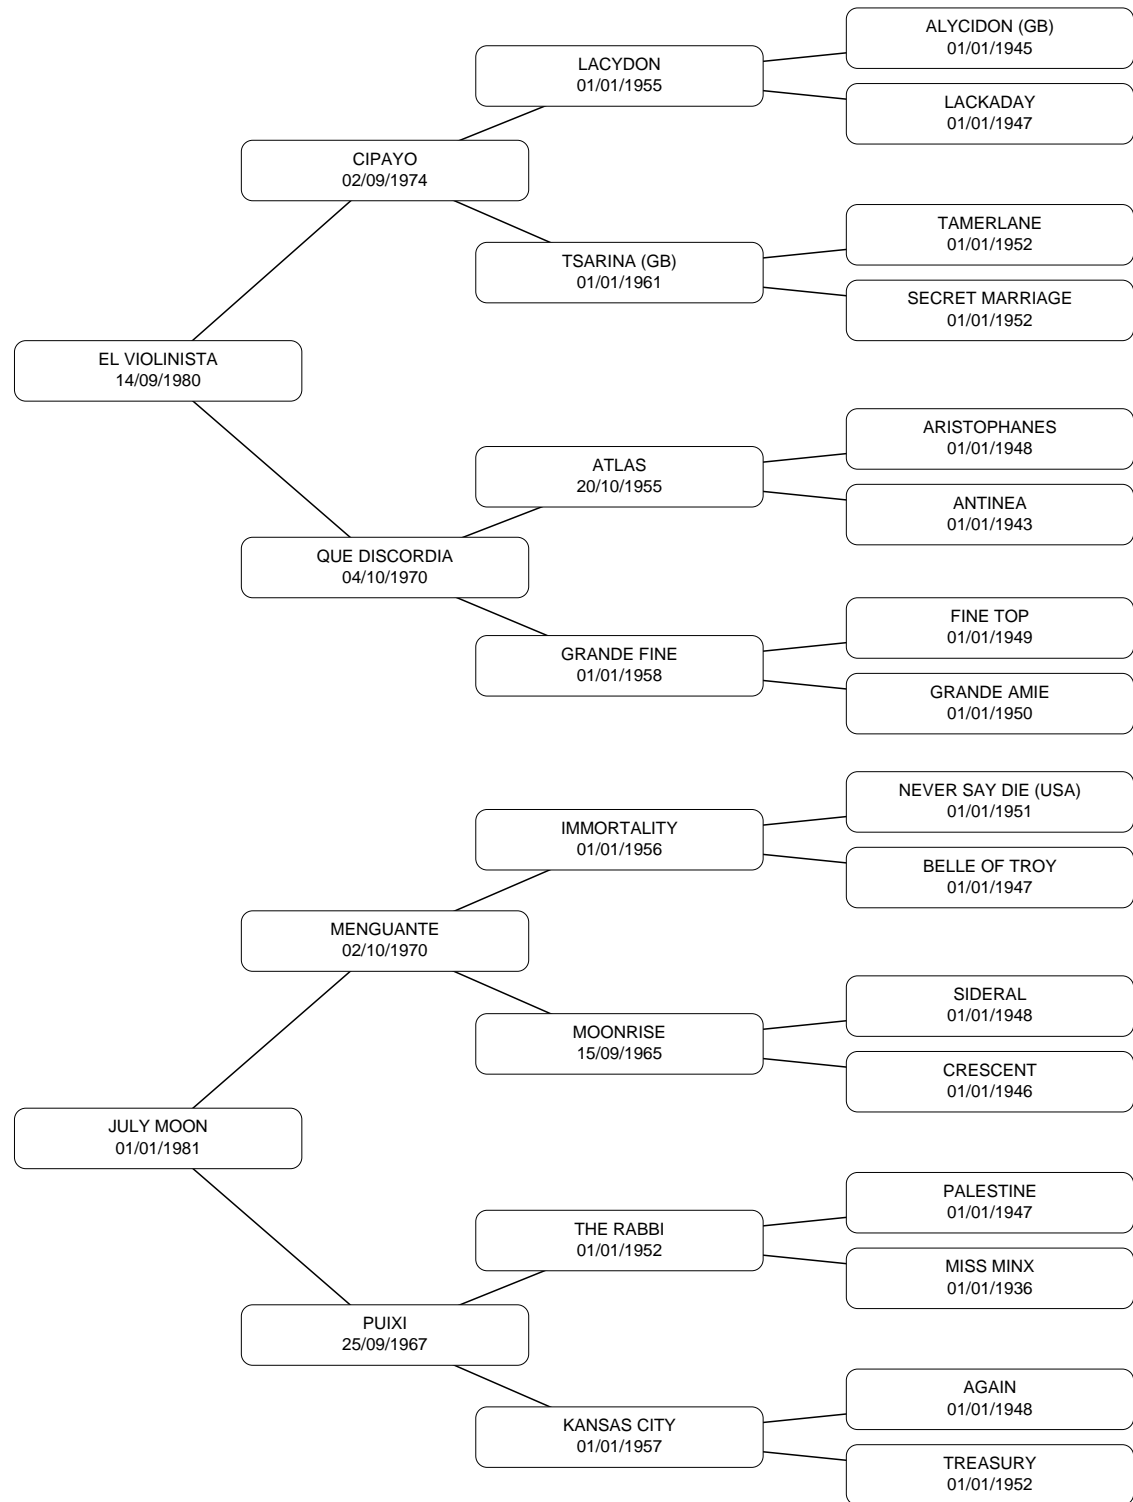 ALYCIDON (GB)
01/01/1945
LACYDON
01/01/1955
LACKADAY
01/01/1947
CIPAYO
02/09/1974
TAMERLANE
01/01/1952
TSARINA (GB)
01/01/1961
SECRET MARRIAGE
01/01/1952
EL VIOLINISTA
14/09/1980
ARISTOPHANES
01/01/1948
ATLAS
20/10/1955
ANTINEA
01/01/1943
QUE DISCORDIA
04/10/1970
FINE TOP
01/01/1949
GRANDE FINE
01/01/1958
GRANDE AMIE
01/01/1950
NEVER SAY DIE (USA)
01/01/1951
IMMORTALITY
01/01/1956
BELLE OF TROY
01/01/1947
MENGUANTE
02/10/1970
SIDERAL
01/01/1948
MOONRISE
15/09/1965
CRESCENT
01/01/1946
JULY MOON
01/01/1981
PALESTINE
01/01/1947
THE RABBI
01/01/1952
MISS MINX
01/01/1936
PUIXI
25/09/1967
AGAIN
01/01/1948
KANSAS CITY
01/01/1957
TREASURY
01/01/1952